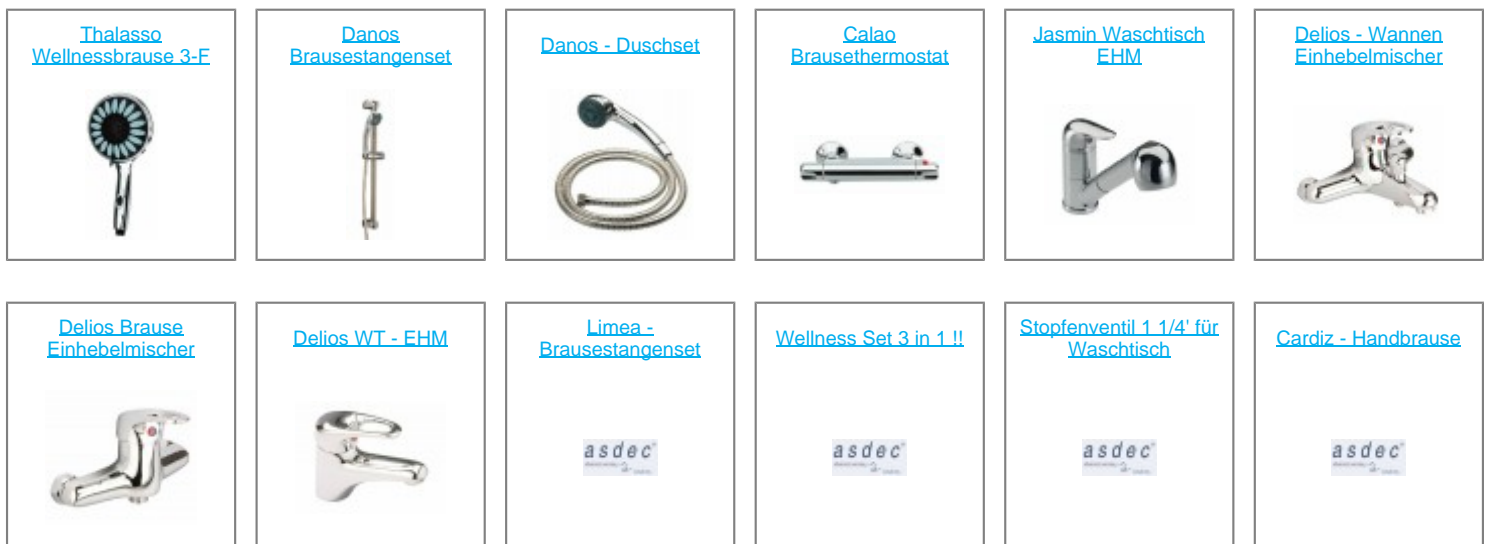 Thalasso
Wellnessbrause 3-F
Danos
Brausestangenset
Danos - Duschset
Calao
Brausethermostat
Jasmin Waschtisch
EHM
Delios - Wannen
Einhebelmischer
Delios Brause
Einhebelmischer
Delios WT - EHM
Limea -
Brausestangenset
Wellness Set 3 in 1 !!
Stopfenventil 1 1/4' für
Waschtisch
Cardiz - Handbrause
asdec
asdec
asdec
asdec